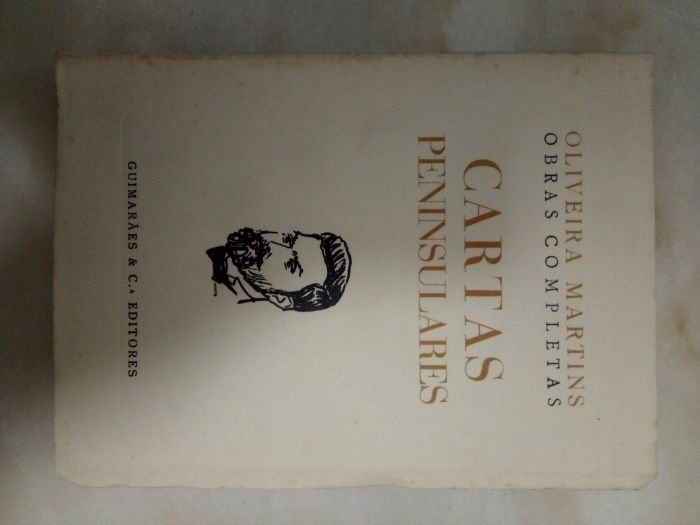 OLIVEIRA MARTINS
OBRAS COMPLETAS
CARTAS
PENINSULARES
GUIMARÃES & C.ᴬ EDITORES